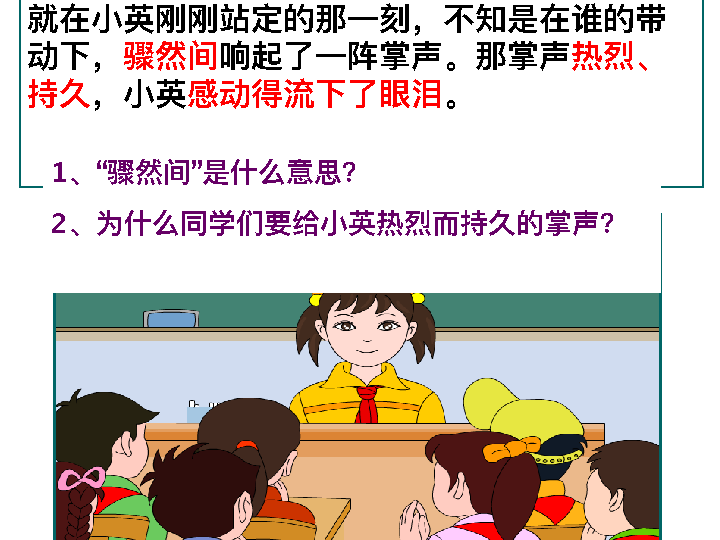 就在小英刚刚站定的那一刻，不知是在谁的带
动下，骤然间响起了一阵掌声。那掌声热烈、
持久，小英感动得流下了眼泪。
1、“骤然间”是什么意思？
2、为什么同学们要给小英热烈而持久的掌声？